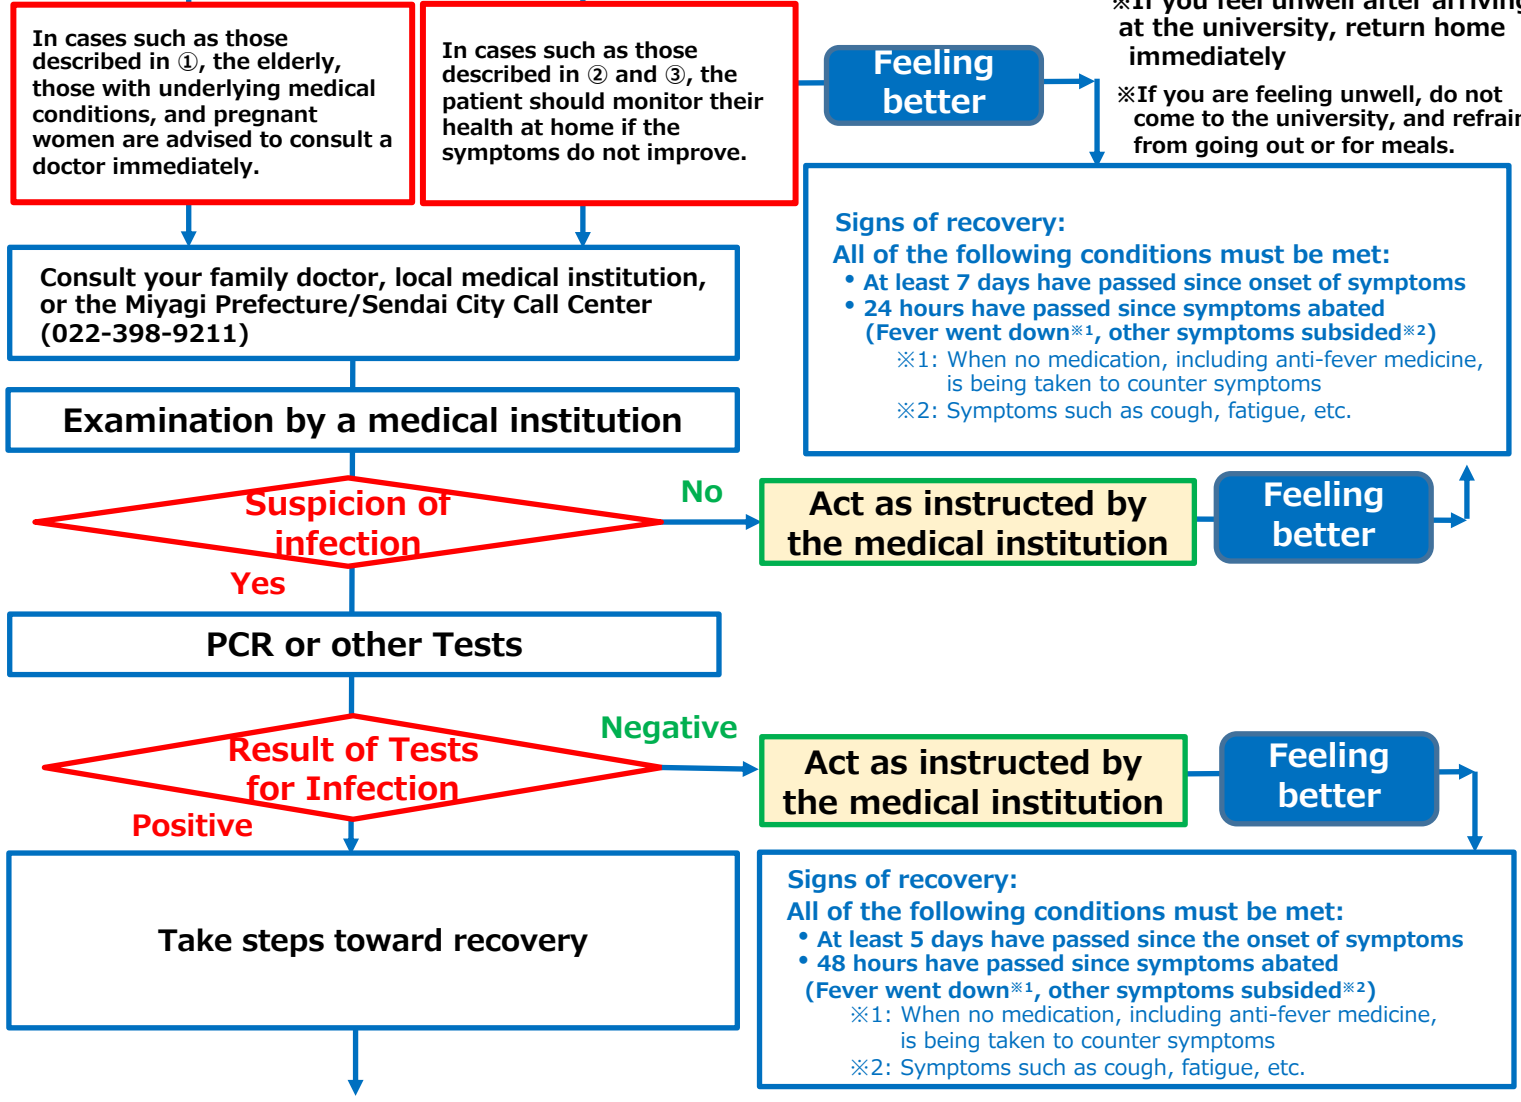 ※If you feel unwell after arriving
at the university, return home
immediately
※If you are feeling unwell, do not
come to the university, and refrain
from going out or for meals.
In cases such as those
described in ①, the elderly,
those with underlying medical
conditions, and pregnant
women are advised to consult a
doctor immediately.
In cases such as those
described in ② and ③, the
patient should monitor their
health at home if the
symptoms do not improve.
Feeling
better
Signs of recovery:
All of the following conditions must be met:
• At least 7 days have passed since onset of symptoms
• 24 hours have passed since symptoms abated
(Fever went down※1, other symptoms subsided※2)
※1: When no medication, including anti-fever medicine,
is being taken to counter symptoms
※2: Symptoms such as cough, fatigue, etc.
Consult your family doctor, local medical institution,
or the Miyagi Prefecture/Sendai City Call Center
(022-398-9211)
Examination by a medical institution
Suspicion of
infection
No
Act as instructed by
the medical institution
Feeling
better
Yes
PCR or other Tests
Result of Tests
for Infection
Negative
Act as instructed by
the medical institution
Feeling
better
Positive
Take steps toward recovery
Signs of recovery:
All of the following conditions must be met:
• At least 5 days have passed since the onset of symptoms
• 48 hours have passed since symptoms abated
(Fever went down※1, other symptoms subsided※2)
※1: When no medication, including anti-fever medicine,
is being taken to counter symptoms
※2: Symptoms such as cough, fatigue, etc.